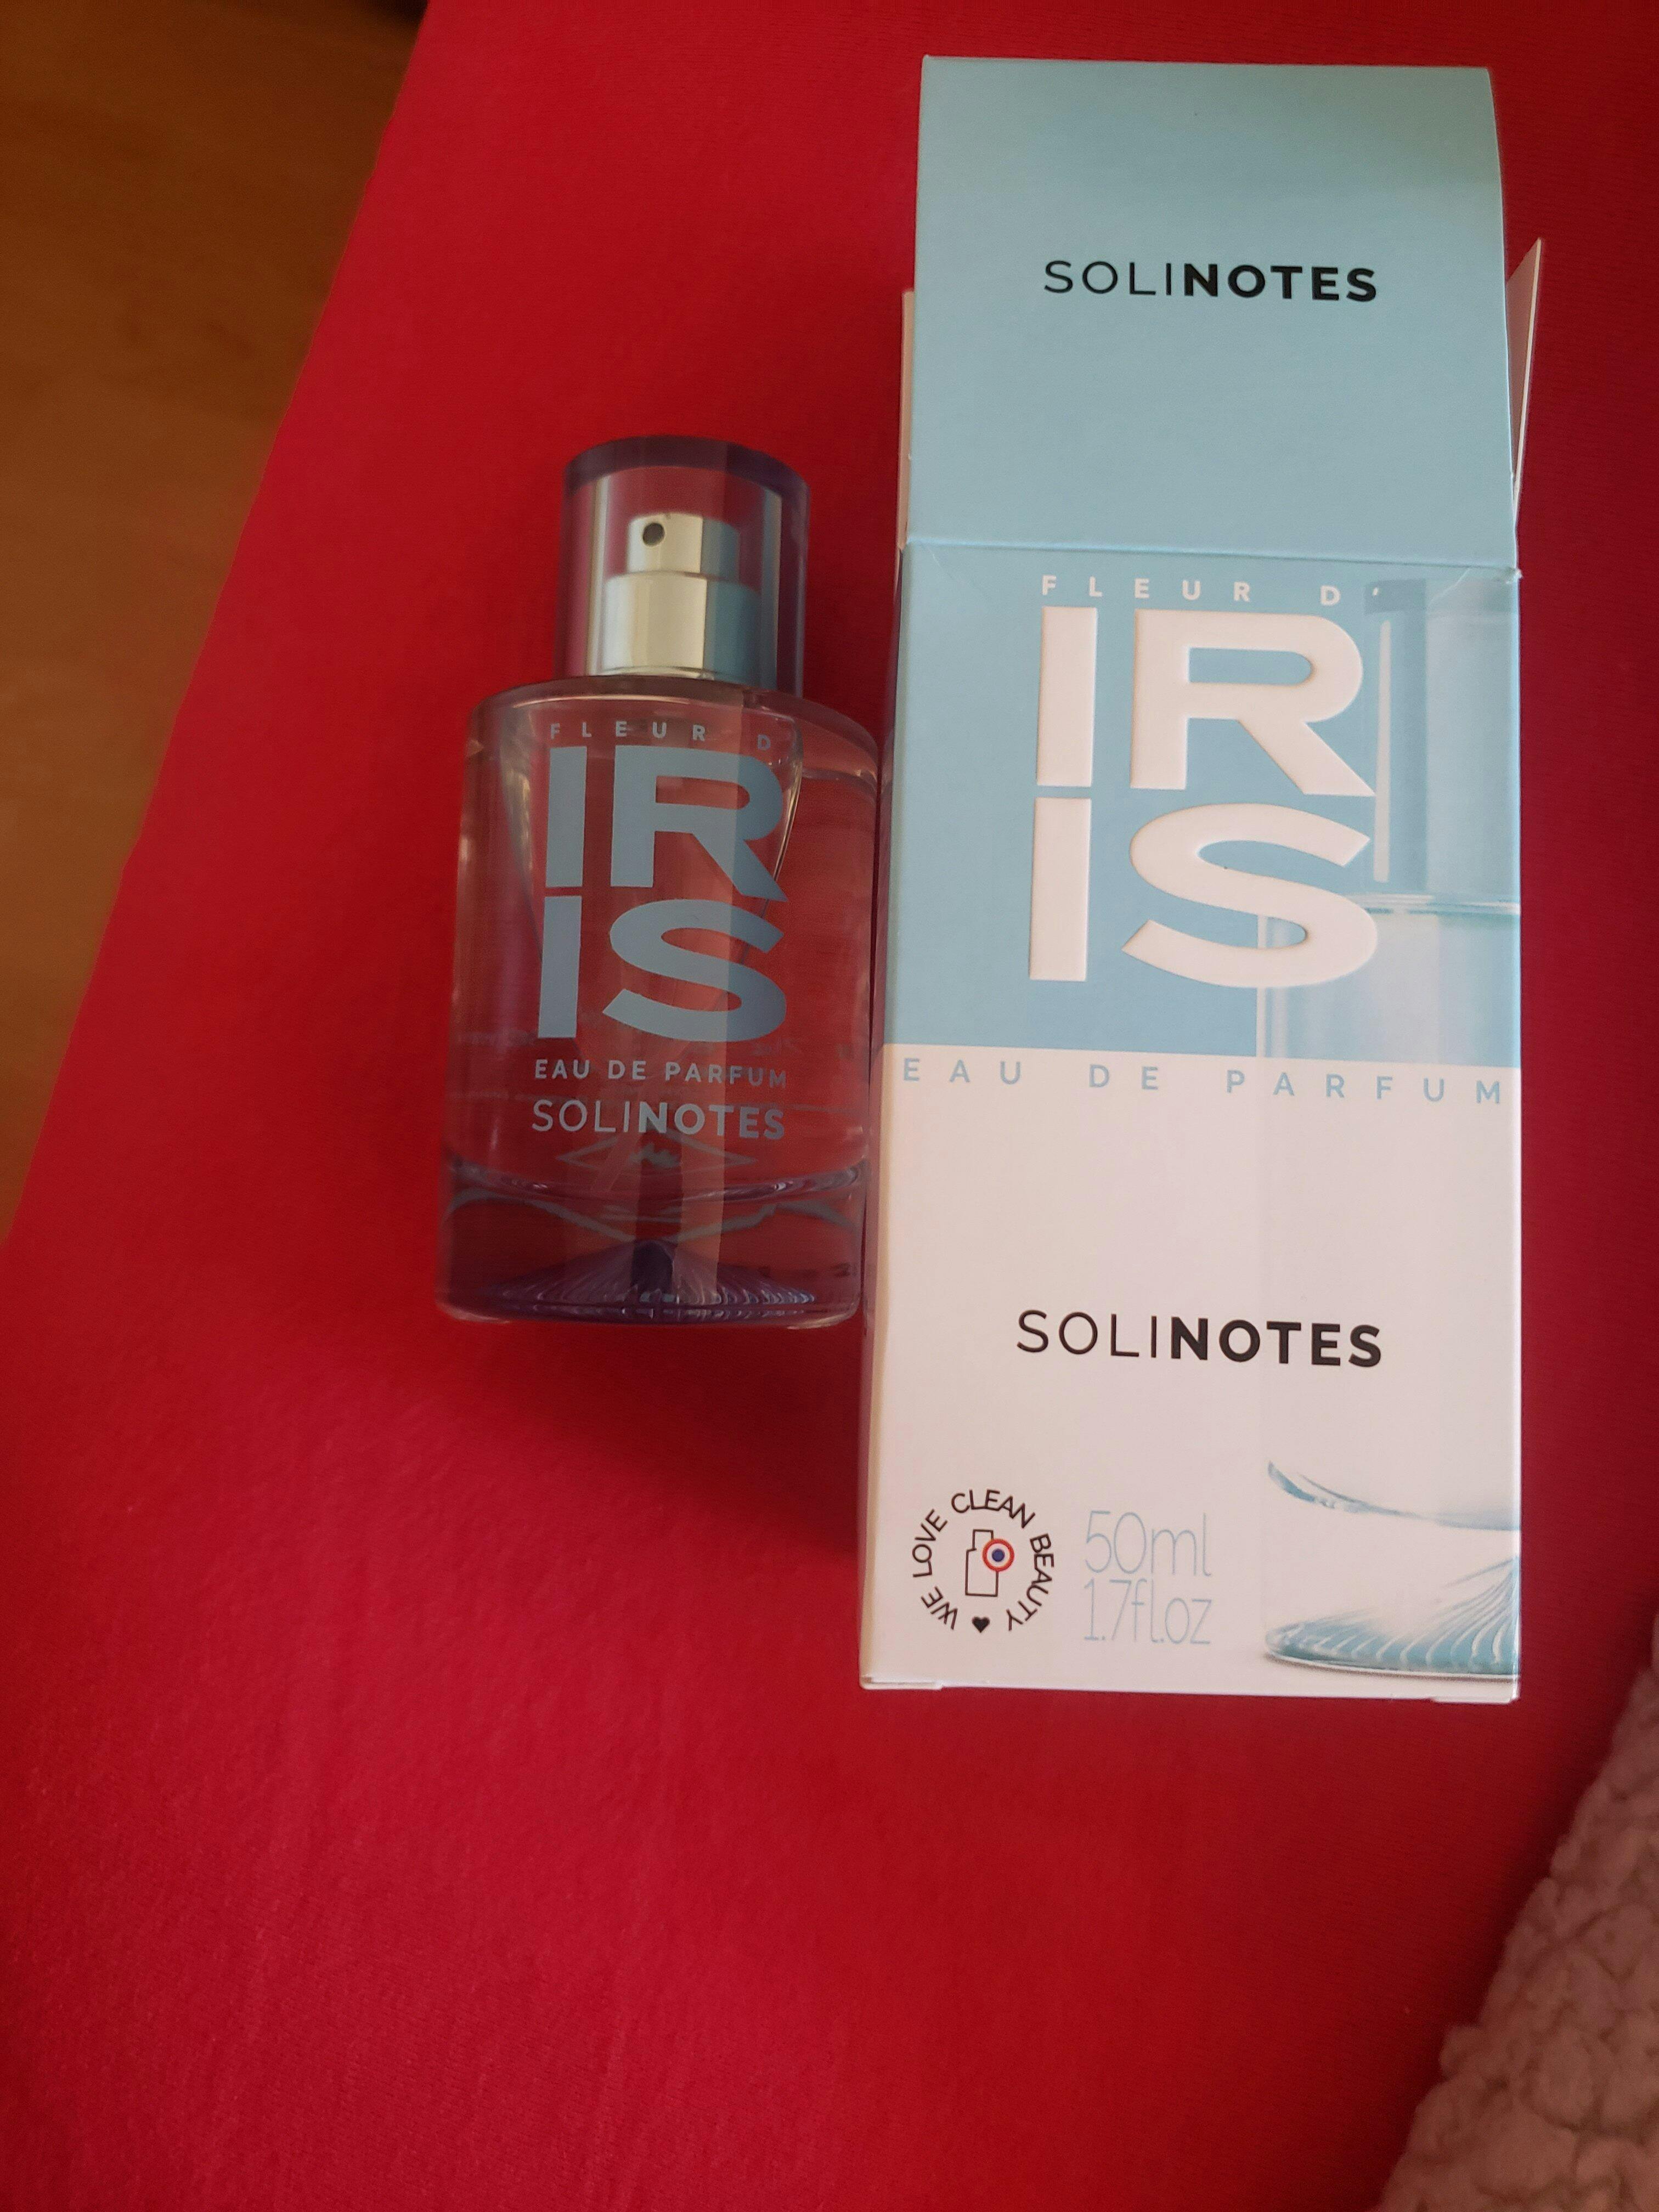 FLEUR D'
IR
IS
EAU DE PARFUM
SOLINOTES
SOLINOTES
FLEUR D'
IR
IS
EAU DE PARFUM
SOLINOTES
WE LOVE CLEAN BEAUTY
50ml
1.7fl.oz